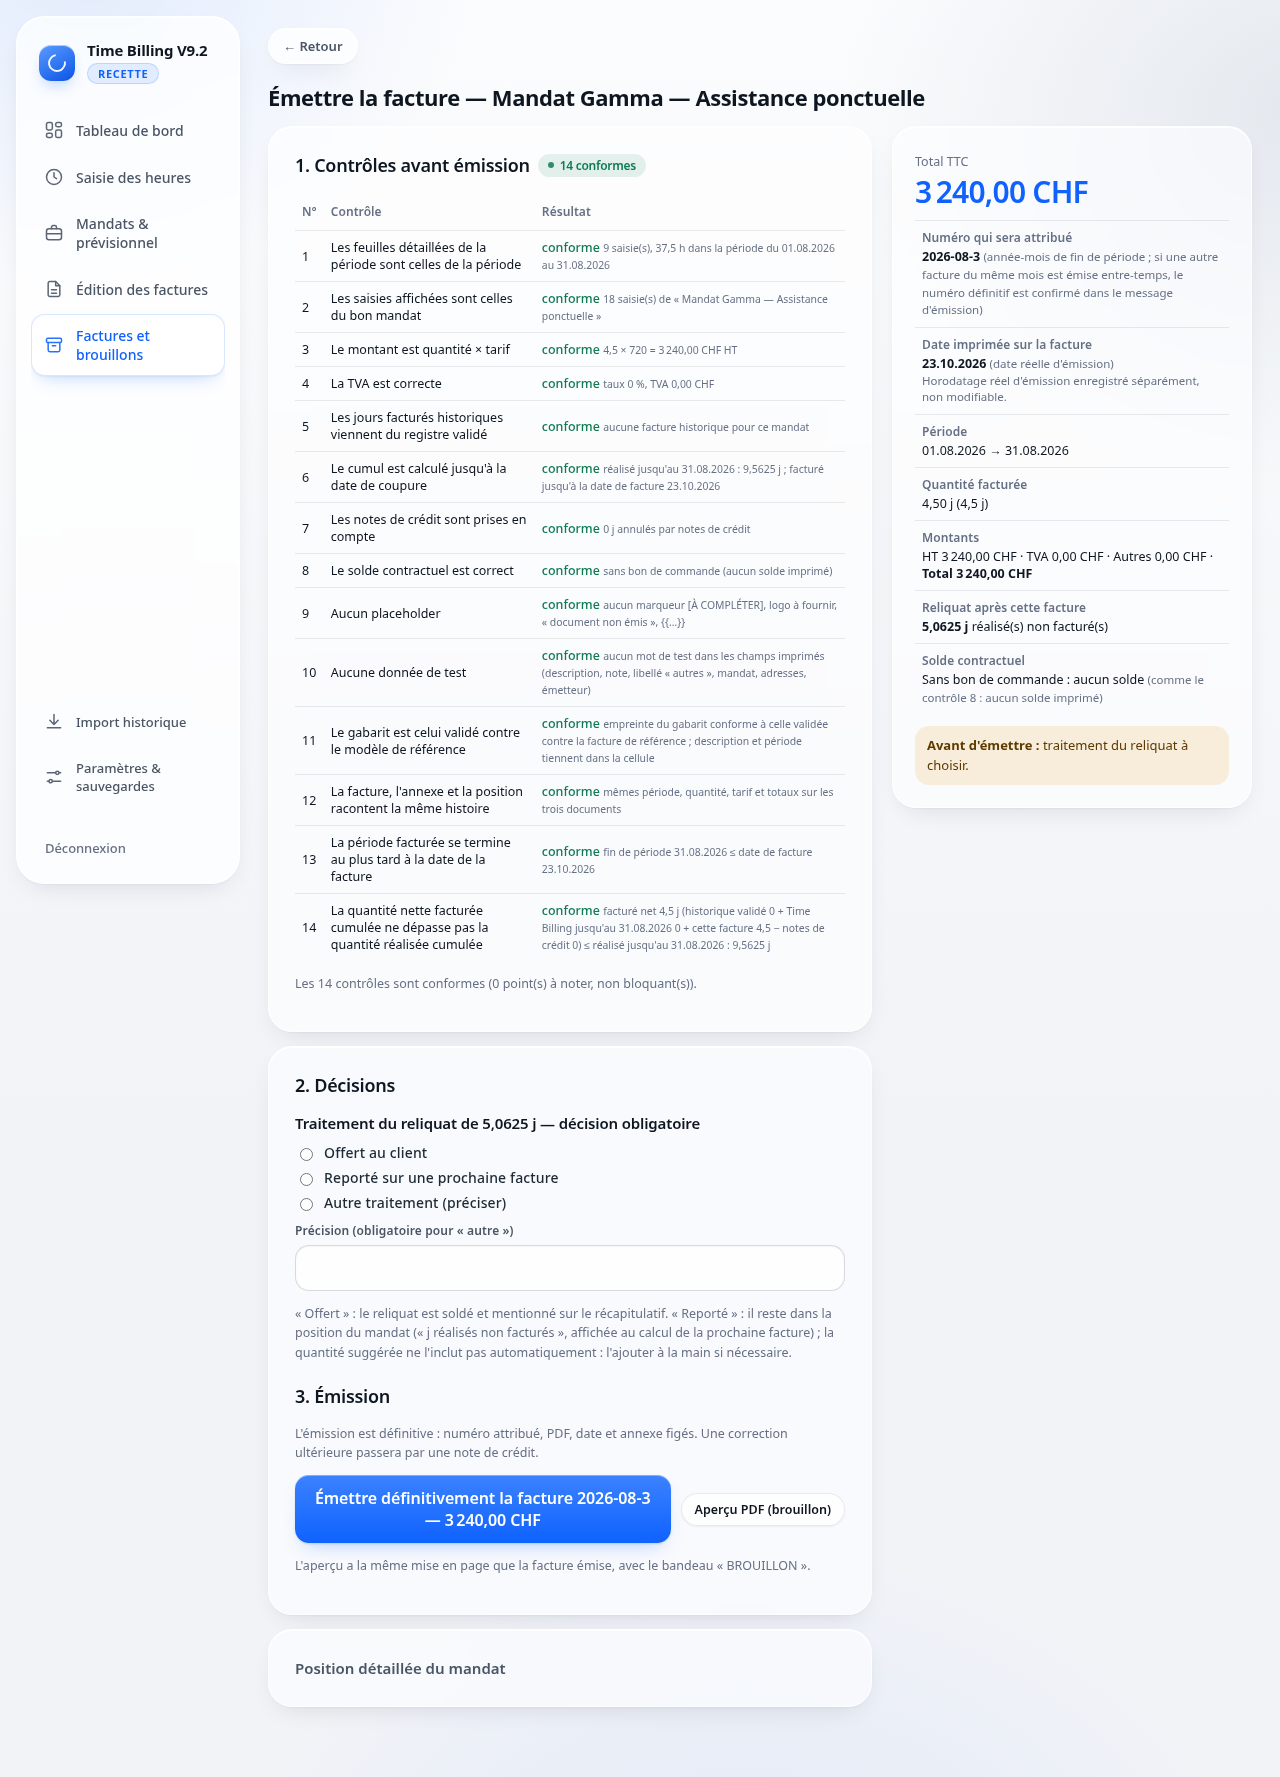 Time Billing V9.2
RECETTE
Tableau de bord
Saisie des heures
Mandats &
prévisionnel
Édition des factures
Factures et
brouillons
Import historique
Paramètres &
sauvegardes
Déconnexion
← Retour
Émettre la facture — Mandat Gamma — Assistance ponctuelle
1. Contrôles avant émission
14 conformes
N° Contrôle Résultat
1 Les feuilles détaillées de la
période sont celles de la période
conforme 9 saisie(s), 37,5 h dans la période du 01.08.2026
au 31.08.2026
2 Les saisies affichées sont celles
du bon mandat
conforme 18 saisie(s) de « Mandat Gamma — Assistance
ponctuelle »
3 Le montant est quantité × tarif conforme 4,5 × 720 = 3 240,00 CHF HT
4 La TVA est correcte conforme taux 0 %, TVA 0,00 CHF
5 Les jours facturés historiques
viennent du registre validé
conforme aucune facture historique pour ce mandat
6 Le cumul est calculé jusqu'à la
date de coupure
conforme réalisé jusqu'au 31.08.2026 : 9,5625 j ; facturé
jusqu'à la date de facture 23.10.2026
7 Les notes de crédit sont prises en
compte
conforme 0 j annulés par notes de crédit
8 Le solde contractuel est correct conforme sans bon de commande (aucun solde imprimé)
9 Aucun placeholder
conforme aucun marqueur [À COMPLÉTER], logo à fournir,
« document non émis », {{...}}
10 Aucune donnée de test
conforme aucun mot de test dans les champs imprimés
(description, note, libellé « autres », mandat, adresses,
émetteur)
11 Le gabarit est celui validé contre
le modèle de référence
conforme empreinte du gabarit conforme à celle validée
contre la facture de référence ; description et période
tiennent dans la cellule
12 La facture, l'annexe et la position
racontent la même histoire
conforme mêmes période, quantité, tarif et totaux sur les
trois documents
13 La période facturée se termine
au plus tard à la date de la
facture
conforme fin de période 31.08.2026 ≤ date de facture
23.10.2026
14 La quantité nette facturée
cumulée ne dépasse pas la
quantité réalisée cumulée
conforme facturé net 4,5 j (historique validé 0 + Time
Billing jusqu'au 31.08.2026 0 + cette facture 4,5 − notes de
crédit 0) ≤ réalisé jusqu'au 31.08.2026 : 9,5625 j
Les 14 contrôles sont conformes (0 point(s) à noter, non bloquant(s)).
2. Décisions
Traitement du reliquat de 5,0625 j — décision obligatoire
Offert au client
Reporté sur une prochaine facture
Autre traitement (préciser)
Précision (obligatoire pour « autre »)
« Offert » : le reliquat est soldé et mentionné sur le récapitulatif. « Reporté » : il reste dans la
position du mandat (« j réalisés non facturés », affichée au calcul de la prochaine facture) ; la
quantité suggérée ne l'inclut pas automatiquement : l'ajouter à la main si nécessaire.
3. Émission
L'émission est définitive : numéro attribué, PDF, date et annexe figés. Une correction
ultérieure passera par une note de crédit.
Émettre définitivement la facture 2026-08-3
— 3 240,00 CHF
Aperçu PDF (brouillon)
L'aperçu a la même mise en page que la facture émise, avec le bandeau « BROUILLON ».
Position détaillée du mandat
Total TTC
3 240,00 CHF
Numéro qui sera attribué
2026-08-3 (année-mois de fin de période ; si une autre
facture du même mois est émise entre-temps, le
numéro définitif est confirmé dans le message
d'émission)
Date imprimée sur la facture
23.10.2026 (date réelle d'émission)
Horodatage réel d'émission enregistré séparément,
non modifiable.
Période
01.08.2026 → 31.08.2026
Quantité facturée
4,50 j (4,5 j)
Montants
HT 3 240,00 CHF · TVA 0,00 CHF · Autres 0,00 CHF ·
Total 3 240,00 CHF
Reliquat après cette facture
5,0625 j réalisé(s) non facturé(s)
Solde contractuel
Sans bon de commande : aucun solde (comme le
contrôle 8 : aucun solde imprimé)
Avant d'émettre : traitement du reliquat à
choisir.